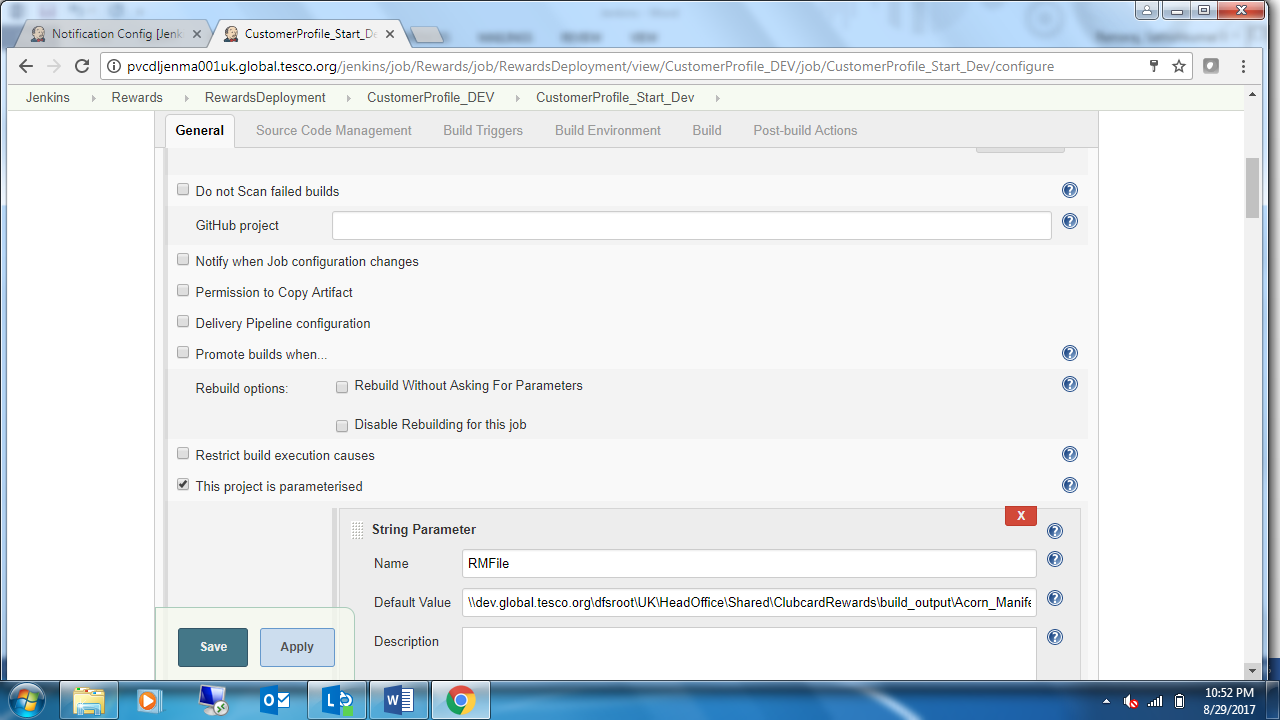 Notification Config [Jenk
CustomerProfile_Start_De
pvcdljenma001uk.global.tesco.org/jenkins/job/Rewards/job/RewardsDeployment/view/CustomerProfile_DEV/job/CustomerProfile_Start_Dev/configure
Jenkins Rewards RewardsDeployment CustomerProfile_DEV CustomerProfile_Start_Dev
General Source Code Management Build Triggers Build Environment Build Post-build Actions
Do not Scan failed builds
GitHub project
Notify when Job configuration changes
Permission to Copy Artifact
Delivery Pipeline configuration
Promote builds when...
Rebuild options: Rebuild Without Asking For Parameters
Disable Rebuilding for this job
Restrict build execution causes
This project is parameterised
X
String Parameter
Name RMFile
Default Value \\dev.global.tesco.org\dfsroot\UK\HeadOffice\Shared\ClubcardRewards\build_output\Acorn_Manife
Description
Save Apply
10:52 PM
8/29/2017